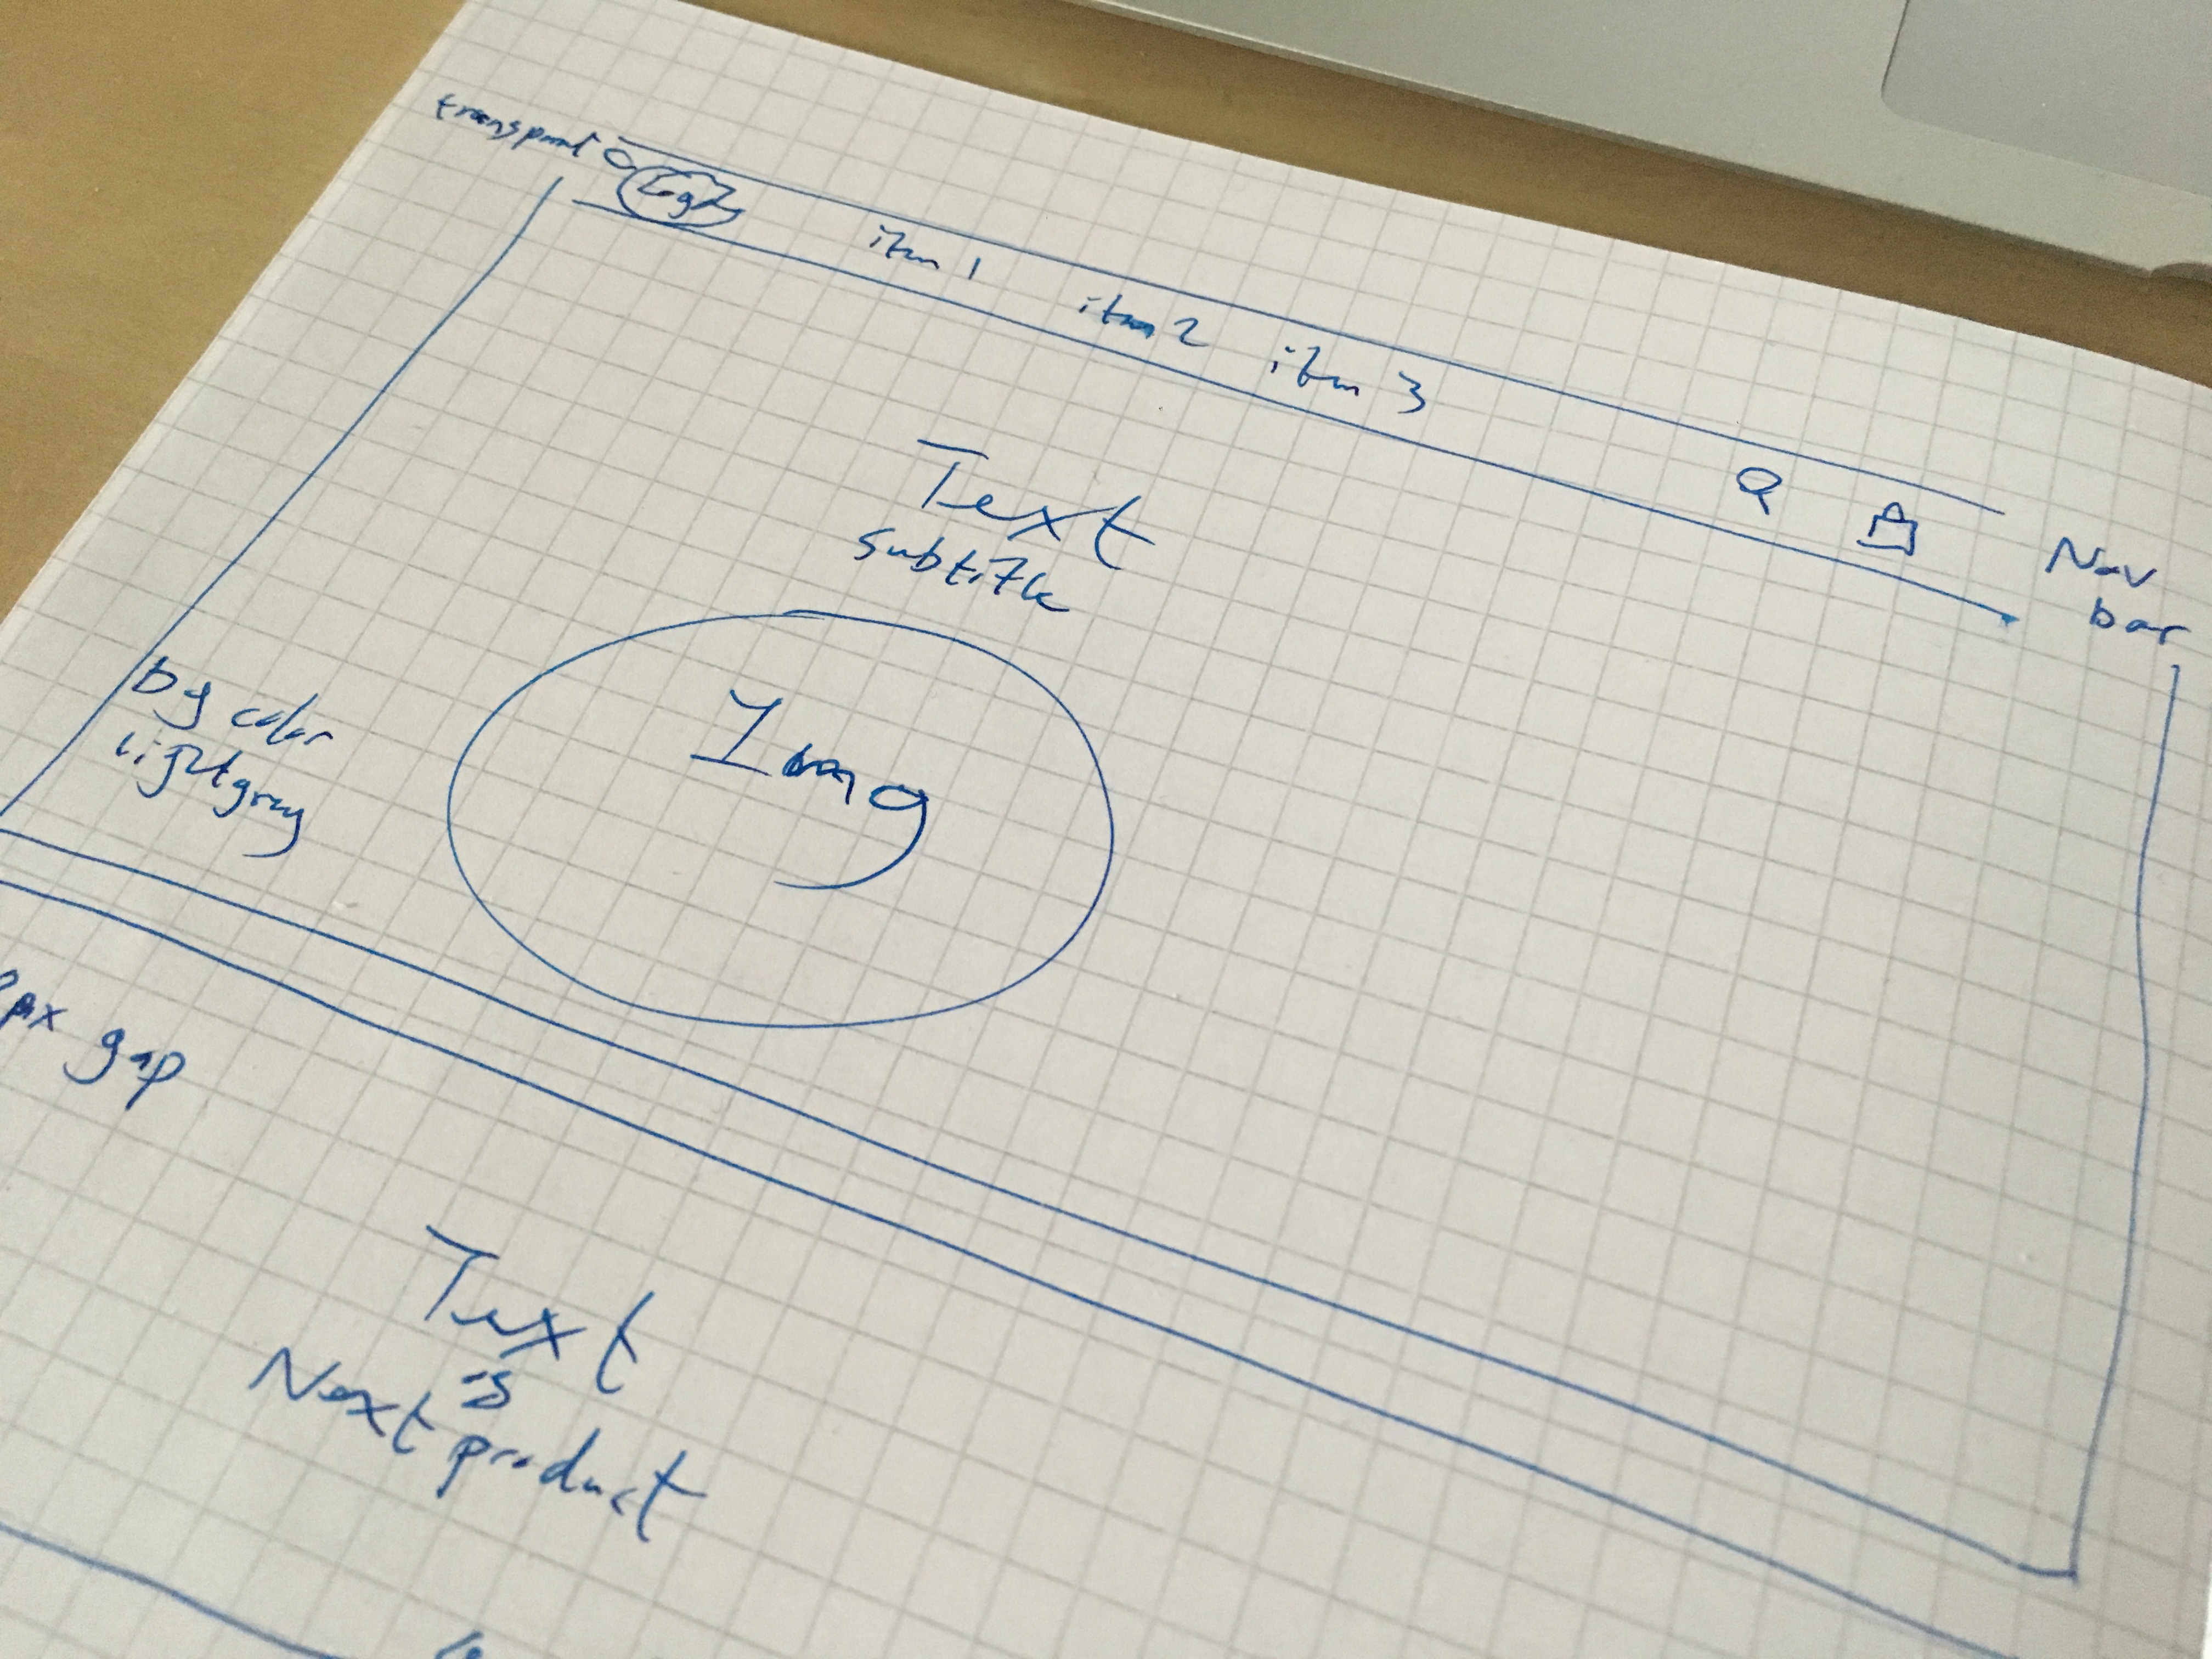 transparent
Logo
item 1
item 2
item 3
Nav
bar
Text
subtitle
Img
bg color
lightgray
px gap
Text
Next product